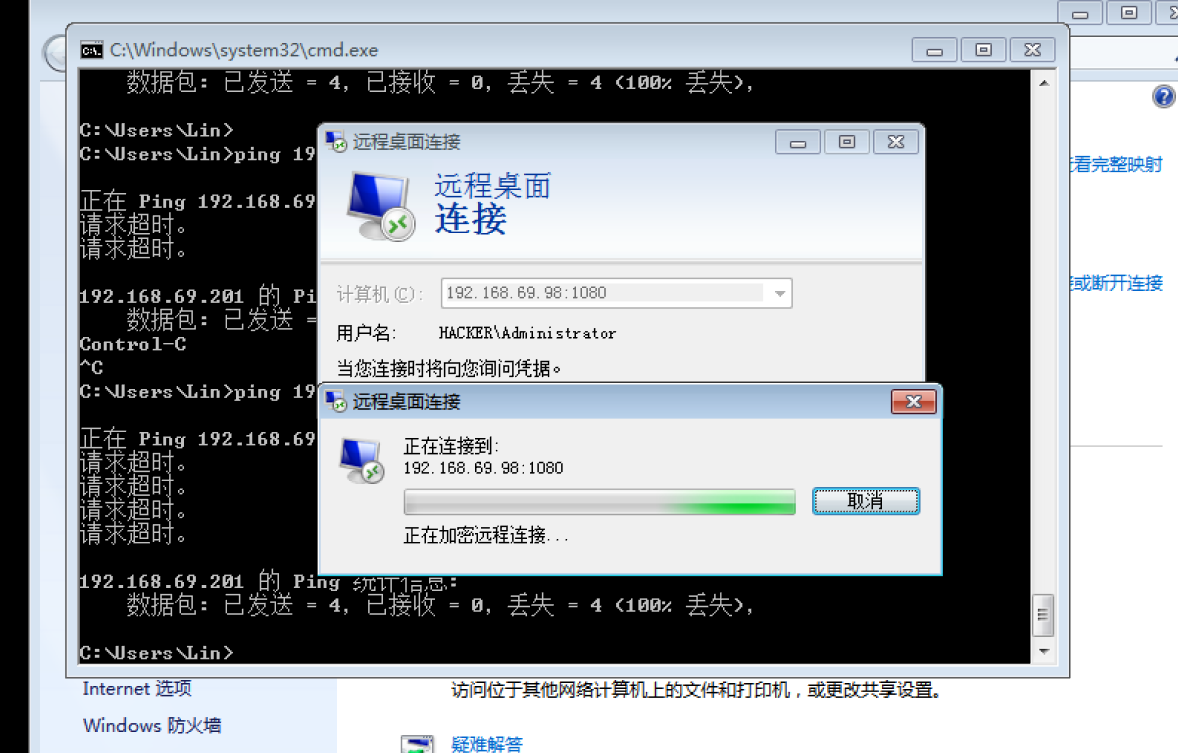 C:\Windows\system32\cmd.exe
数据包: 已发送 = 4, 已接收 = 0, 丢失 = 4 (100% 丢失),
C:\Users\Lin>
C:\Users\Lin>ping 19
正在 Ping 192.168.69
请求超时。
请求超时。
192.168.69.201 的 Pi
数据包: 已发送 =
Control-C
^C
C:\Users\Lin>ping 19
正在 Ping 192.168.69
请求超时。
请求超时。
请求超时。
请求超时。
192.168.69.201 的 Ping 统计信息:
数据包: 已发送 = 4, 已接收 = 0, 丢失 = 4 (100% 丢失),
C:\Users\Lin>
远程桌面连接
远程桌面
连接
计算机(C):
192.168.69.98:1080
用户名:
HACKER\Administrator
当您连接时将向您询问凭据。
远程桌面连接
正在连接到:
192.168.69.98:1080
取消
正在加密远程连接...
看完整映射
或断开连接
Internet 选项
Windows 防火墙
访问位于其他网络计算机上的文件和打印机，或更改共享设置。
疑难解答